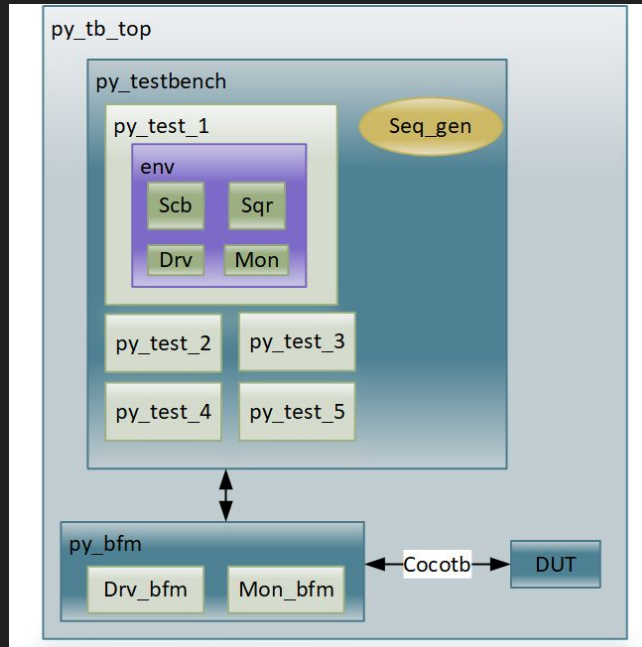 py_tb_top
py_testbench
py_test_1
Seq_gen
env
Scb
Sqr
Drv
Mon
py_test_2
py_test_3
py_test_4
py_test_5
py_bfm
Drv_bfm
Mon_bfm
Cocotb
DUT